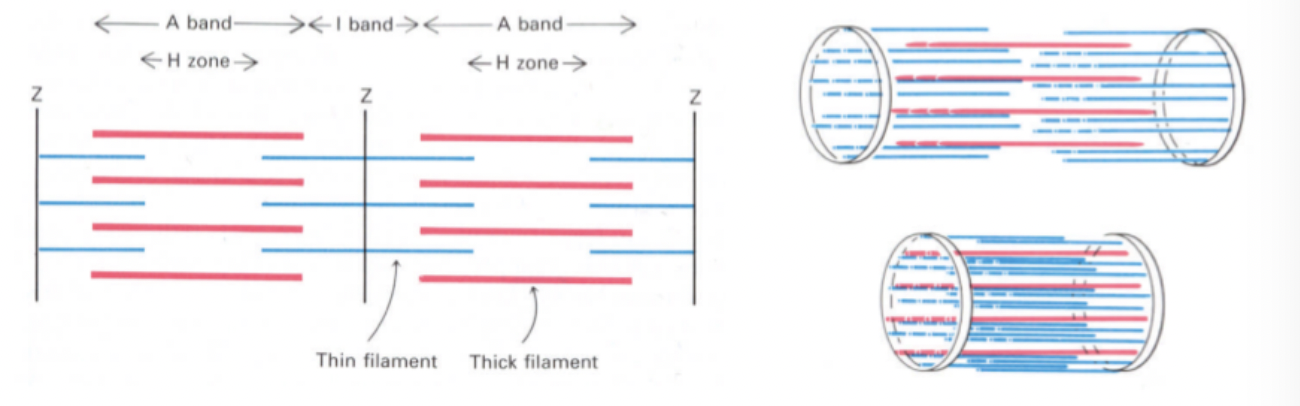 A band I band A band
H zone H zone
Z Z Z
Thin filament Thick filament